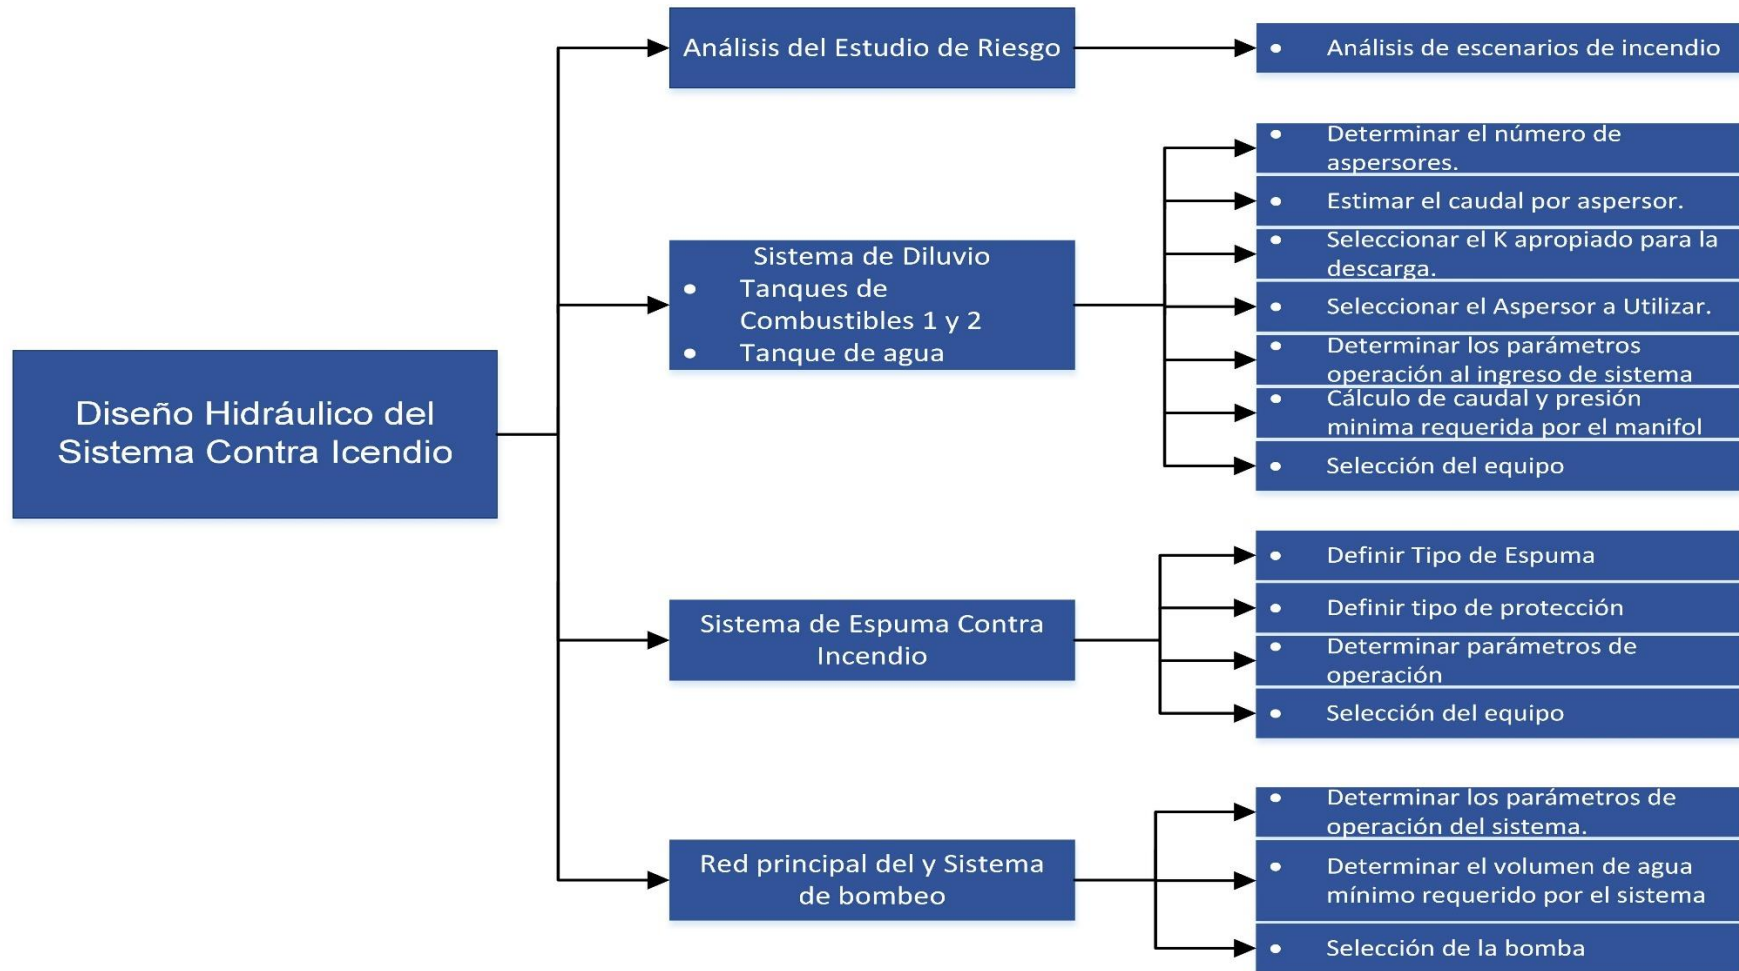 Diseño Hidráulico del
Sistema Contra Icendio
Análisis del Estudio de Riesgo
• Análisis de escenarios de incendio
Sistema de Diluvio
• Tanques de
Combustibles 1 y 2
• Tanque de agua
• Determinar el número de
aspersores.
• Estimar el caudal por aspersor.
• Seleccionar el K apropiado para la
descarga.
• Seleccionar el Aspersor a Utilizar.
• Determinar los parámetros
operación al ingreso de sistema
• Cálculo de caudal y presión
minima requerida por el manifol
• Selección del equipo
Sistema de Espuma Contra
Incendio
• Definir Tipo de Espuma
• Definir tipo de protección
• Determinar parámetros de
operación
• Selección del equipo
Red principal del y Sistema
de bombeo
• Determinar los parámetros de
operación del sistema.
• Determinar el volumen de agua
mínimo requerido por el sistema
• Selección de la bomba